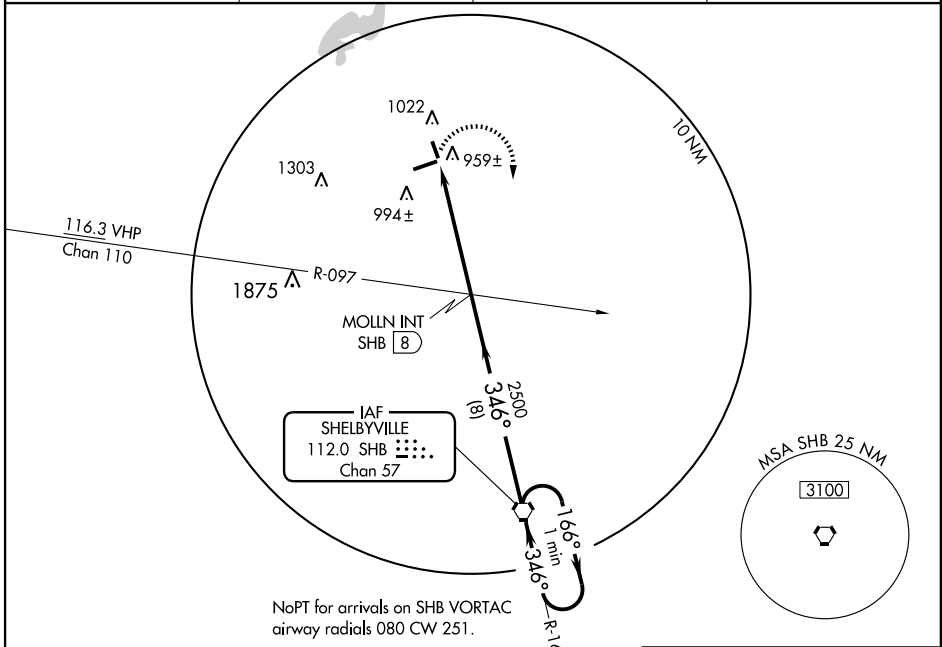 1022
10 NM
959±
1303
994±
116.3 VHP
Chan 110
R-097
1875
MOLLN INT
SHB 8
2500
346°
(8)
IAF
SHELBYVILLE
112.0 SHB
Chan 57
MSA SHB 25 NM
3100
166°
1 min
346°
NoPT for arrivals on SHB VORTAC
airway radials 080 CW 251.